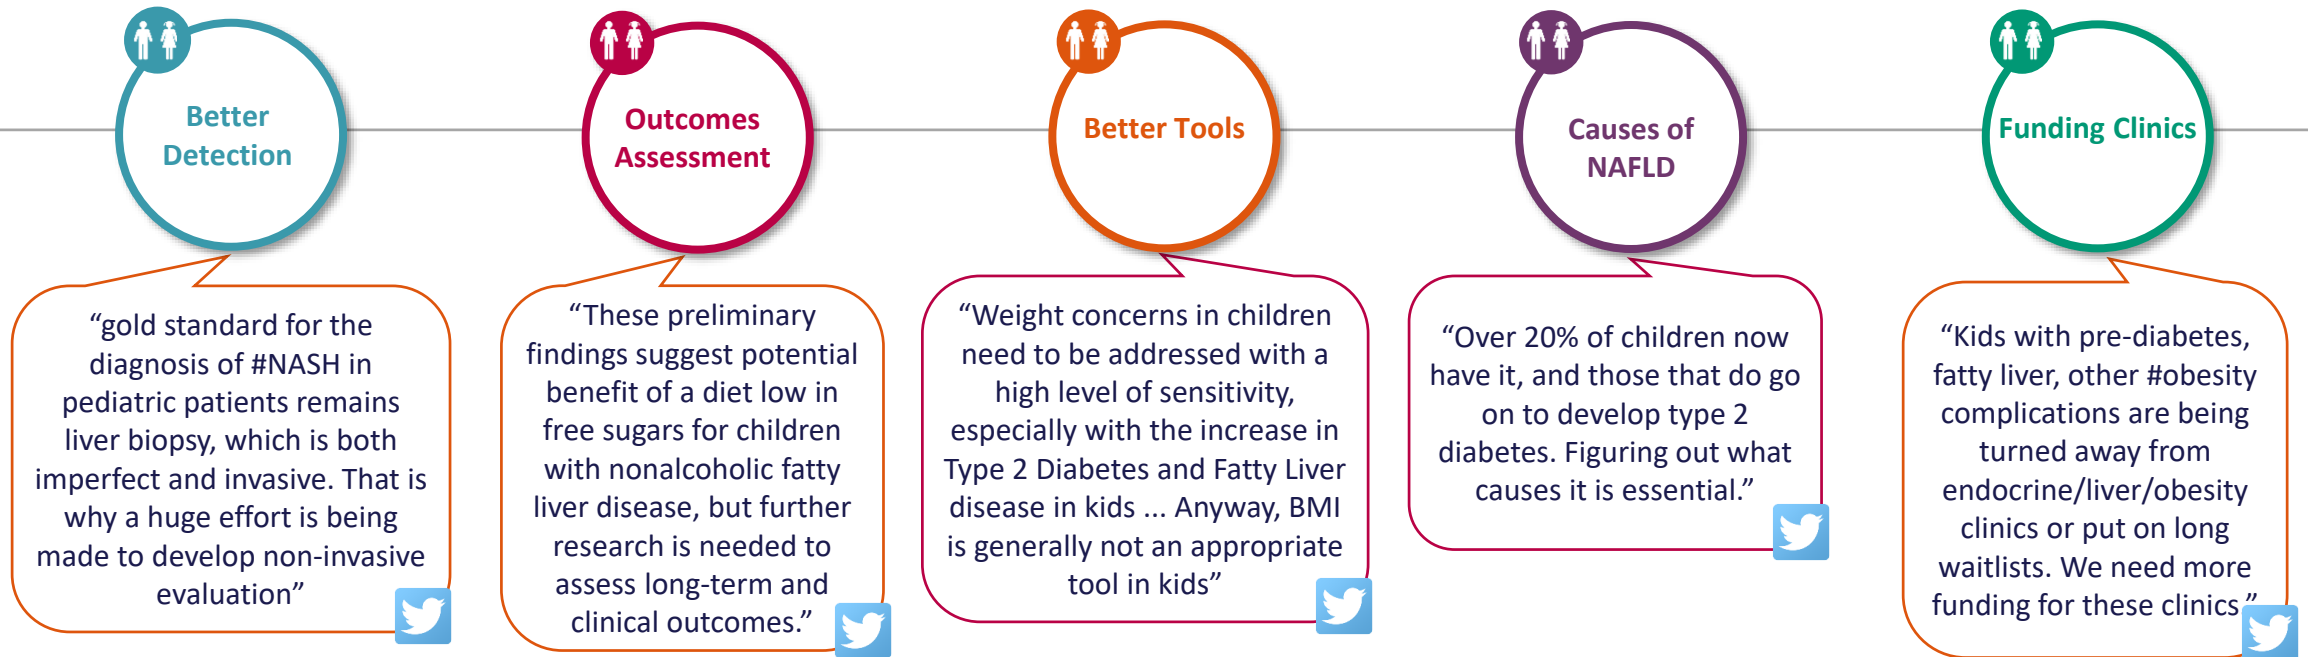 Better
Detection
Outcomes
Assessment
Better Tools
Causes of
NAFLD
Funding Clinics
“gold standard for the
diagnosis of #NASH in
pediatric patients remains
liver biopsy, which is both
imperfect and invasive. That is
why a huge effort is being
made to develop non-invasive
evaluation”
“These preliminary
findings suggest potential
benefit of a diet low in
free sugars for children
with nonalcoholic fatty
liver disease, but further
research is needed to
assess long-term and
clinical outcomes.”
“Weight concerns in children
need to be addressed with a
high level of sensitivity,
especially with the increase in
Type 2 Diabetes and Fatty Liver
disease in kids ... Anyway, BMI
is generally not an appropriate
tool in kids”
“Over 20% of children now
have it, and those that do go
on to develop type 2
diabetes. Figuring out what
causes it is essential.”
“Kids with pre-diabetes,
fatty liver, other #obesity
complications are being
turned away from
endocrine/liver/obesity
clinics or put on long
waitlists. We need more
funding for these clinics.”